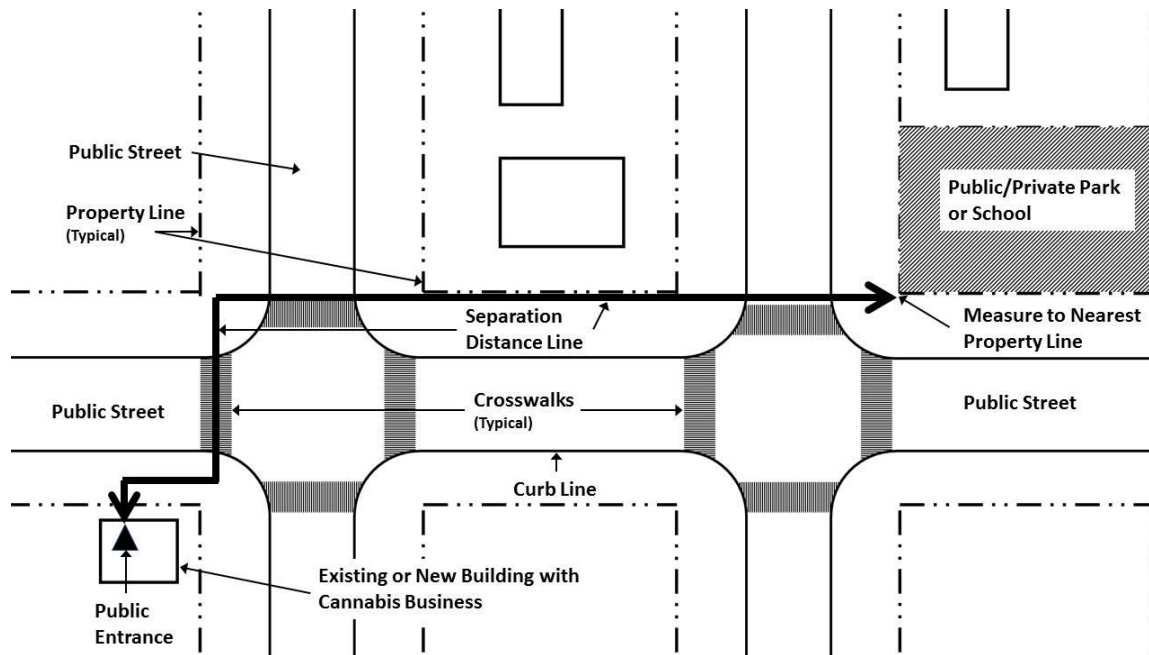 Public Street
Property Line
(Typical)
Public/Private Park
or School
Separation
Distance Line
Measure to Nearest
Property Line
Public Street
Crosswalks
(Typical)
Public Street
Curb Line
Existing or New Building with
Cannabis Business
Public
Entrance